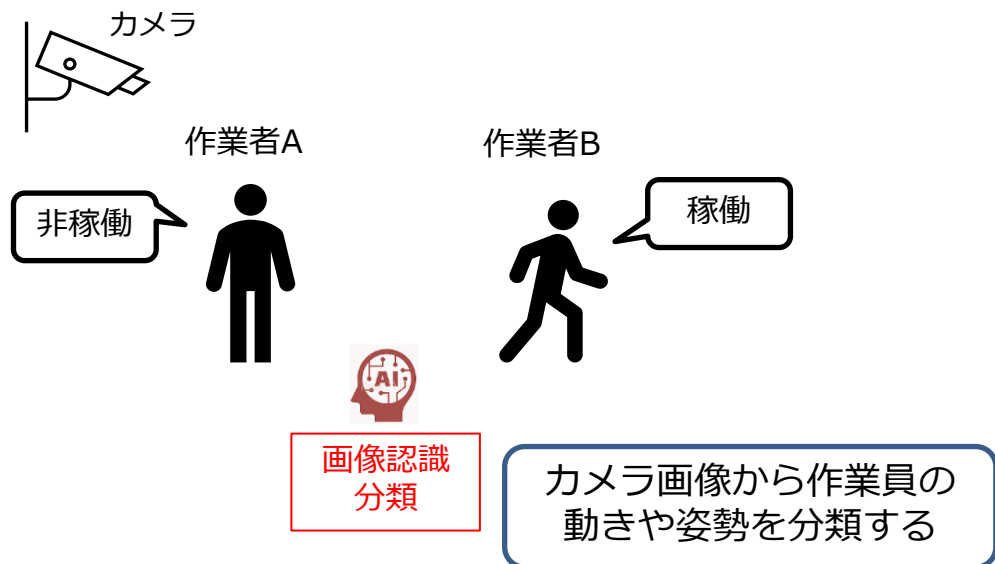 カメラ
作業者A
作業者B
非稼働
稼働
AI
画像認識
分類
カメラ画像から作業員の
動きや姿勢を分類する